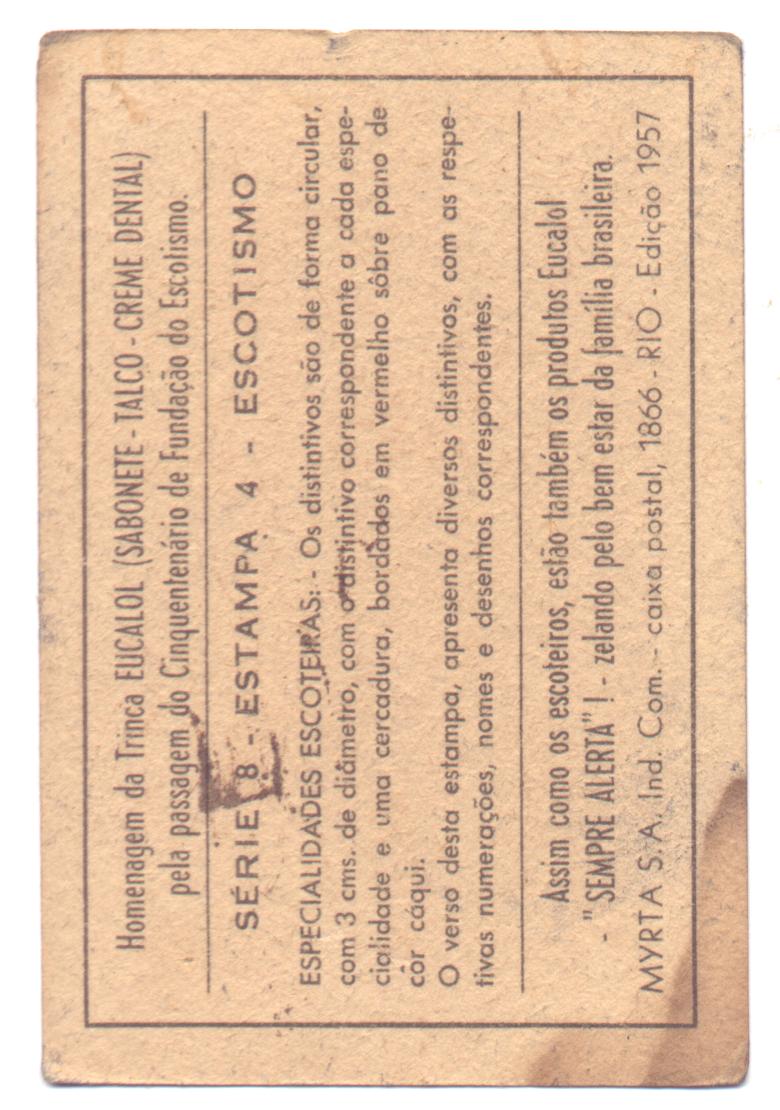 Homenagem da Trinca EUCALOL (SABONETE - TALCO - CREME DENTAL)
pela passagem do Cinquentenário de Fundação do Escotismo.
SÉRIE 8 - ESTAMPA 4 - ESCOTISMO
ESPECIALIDADES ESCOTEIRAS: - Os distintivos são de forma circular,
com 3 cms. de diâmetro, com o distintivo correspondente a cada espe-
cialidade e uma cercadura, bordados em vermelho sôbre pano de
côr cáqui.
O verso desta estampa, apresenta diversos distintivos, com as respe-
tivas numerações, nomes e desenhos correspondentes.
Assim como os escoteiros, estão também os produtos Eucalol
- "SEMPRE ALERTA" ! - zelando pelo bem estar da família brasileira.
MYRTA S.A. Ind. Com. - caixa postal, 1866 - RIO - Edição 1957